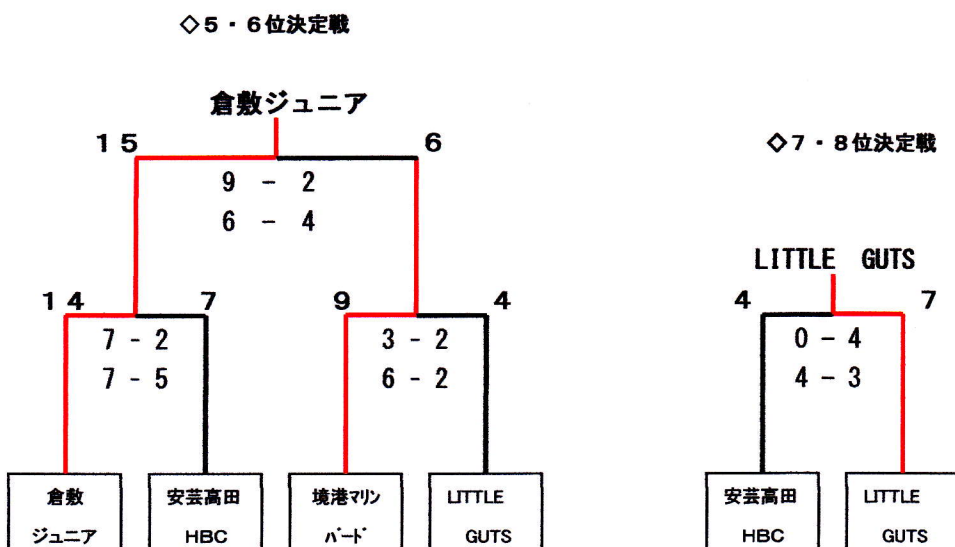 ◇5・6位決定戦
倉敷ジュニア
15 6
9 - 2
6 - 4
14 7 9 4
7 - 2 3 - 2
7 - 5 6 - 2
倉敷
ジュニア
安芸高田
HBC
境港マリン
バード
LITTLE
GUTS
◇7・8位決定戦
LITTLE GUTS
4 7
0 - 4
4 - 3
安芸高田
HBC
LITTLE
GUTS